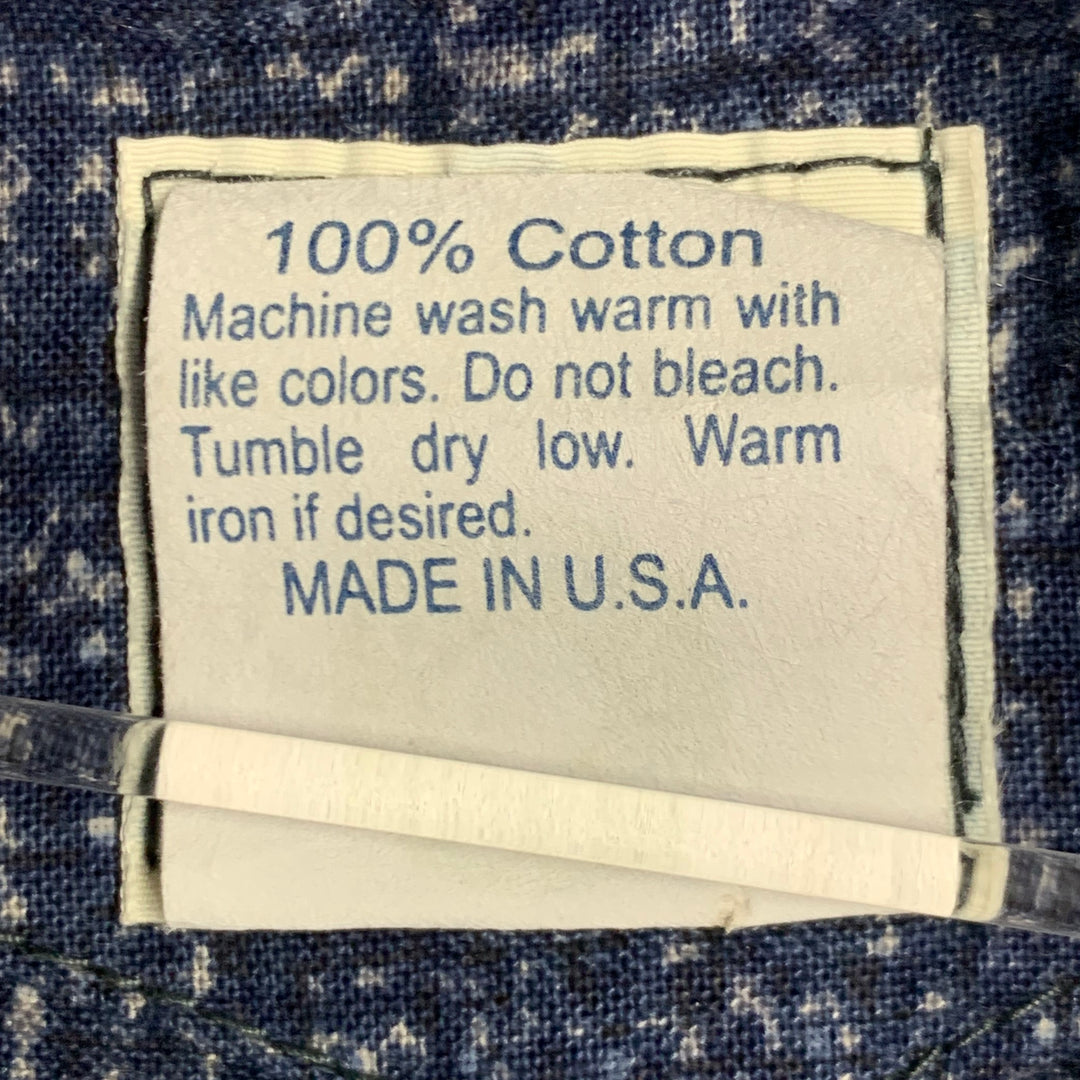 100% Cotton
Machine wash warm with
like colors. Do not bleach.
Tumble dry low. Warm
iron if desired.
MADE IN U.S.A.